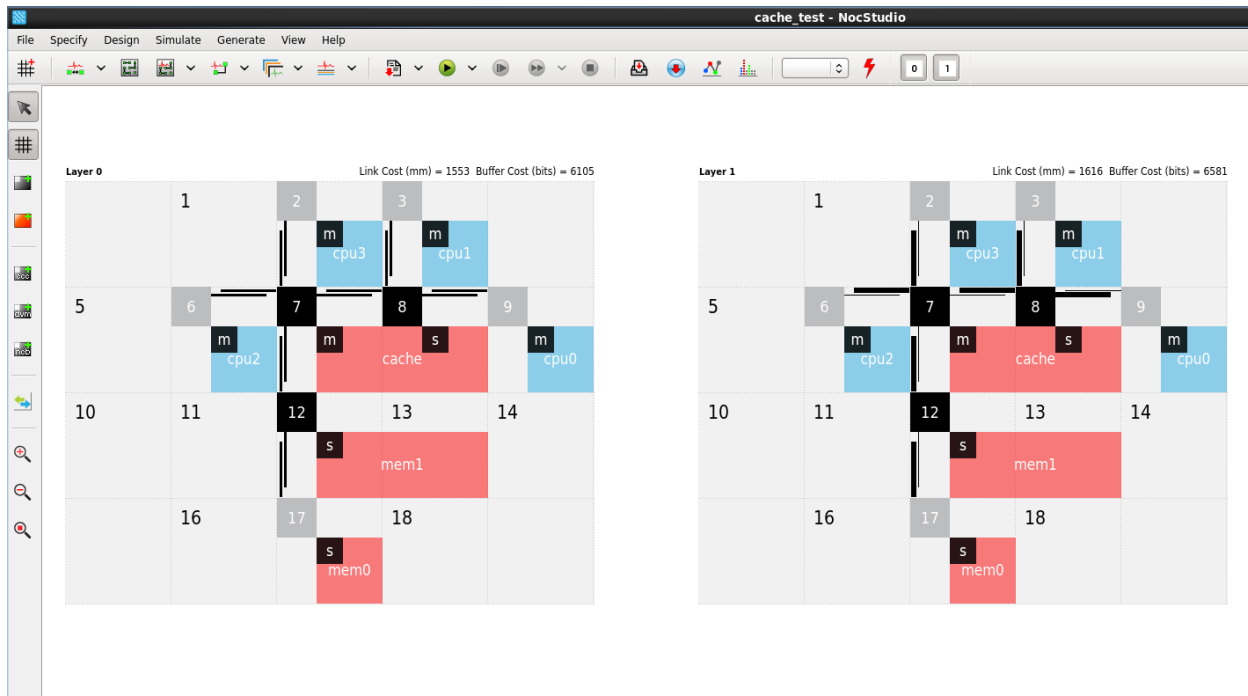 cache_test - NocStudio
File Specify Design Simulate Generate View Help
0 1
Layer 0 Link Cost (mm) = 1553 Buffer Cost (bits) = 6105
1 2 3
m m
cpu3 cpu1
5 6 7 8 9
m m s m
cpu2 cache cpu0
10 11 12 13 14
s
mem1
16 17 18
s
mem0
Layer 1 Link Cost (mm) = 1616 Buffer Cost (bits) = 6581
1 2 3
m m
cpu3 cpu1
5 6 7 8 9
m m s m
cpu2 cache cpu0
10 11 12 13 14
s
mem1
16 17 18
s
mem0